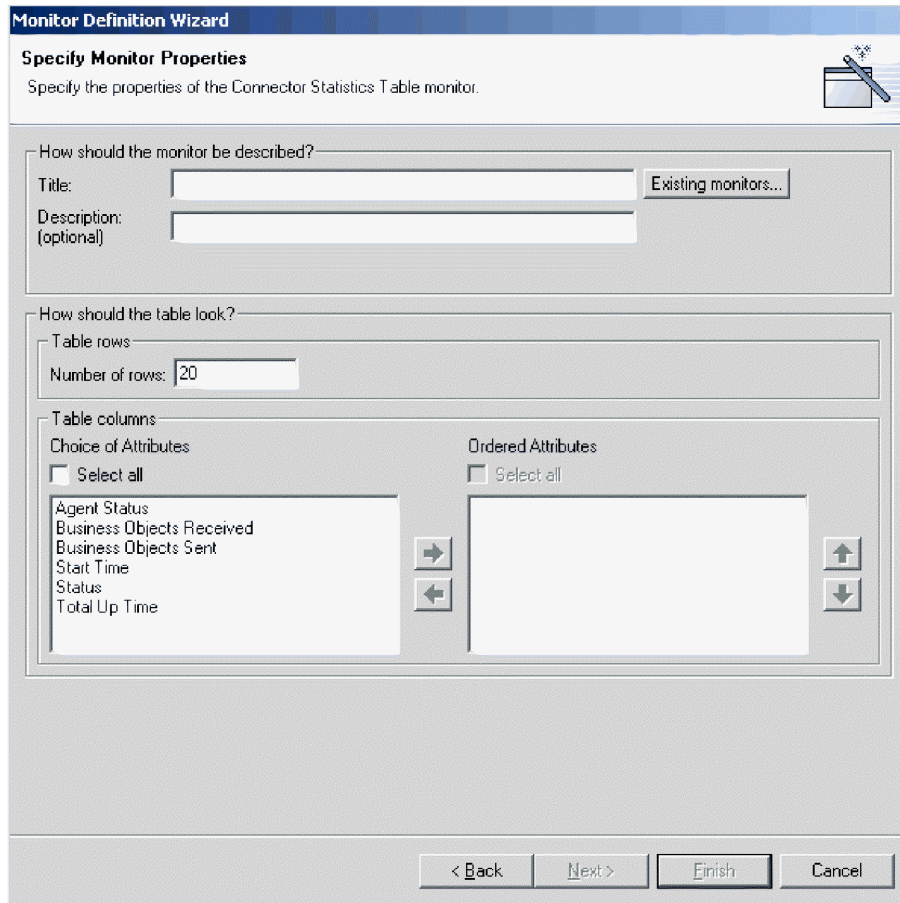 Monitor Definition Wizard
Specify Monitor Properties
Specify the properties of the Connector Statistics Table monitor.
How should the monitor be described?
Title:
Existing monitors...
Description:
(optional)
How should the table look?
Table rows
Number of rows: 20
Table columns
Choice of Attributes
Ordered Attributes
Select all
Select all
Agent Status
Business Objects Received
Business Objects Sent
Start Time
Status
Total Up Time
< Back
Next >
Finish
Cancel